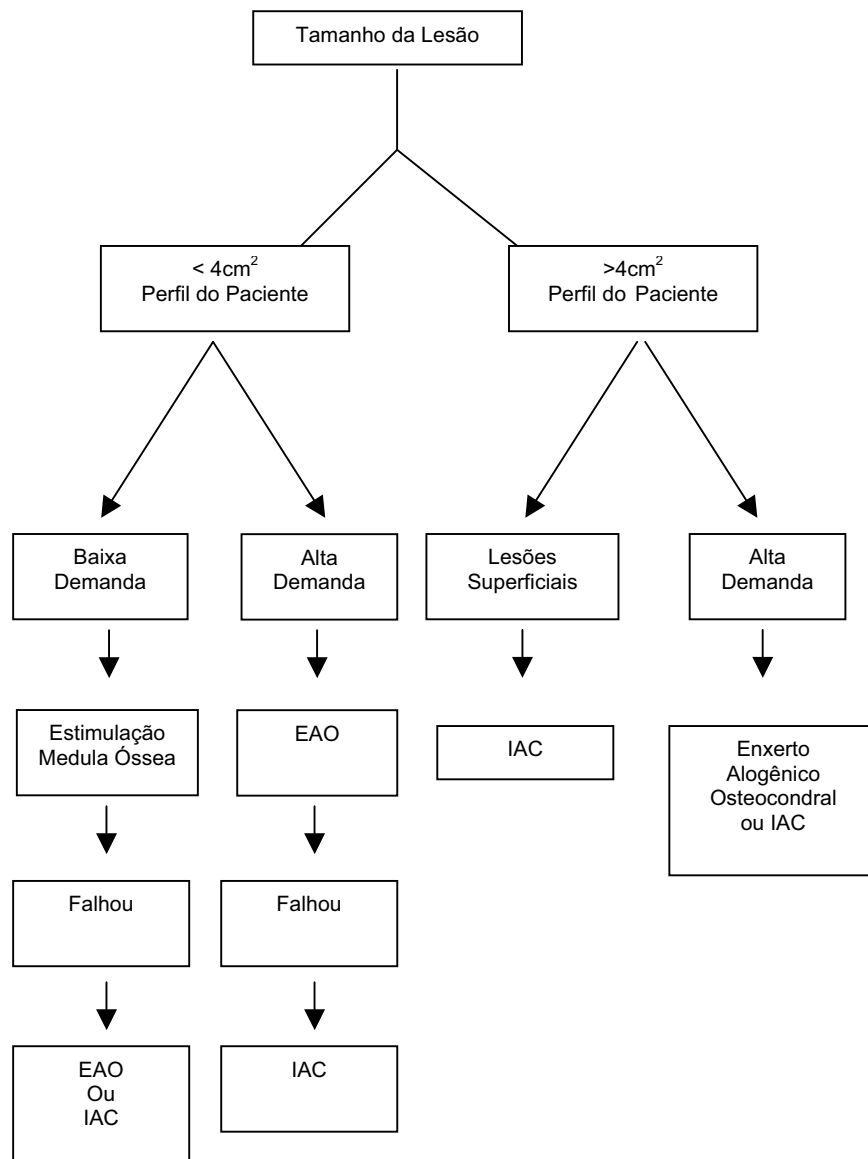 Tamanho da Lesão
< 4cm²
Perfil do Paciente
>4cm²
Perfil do Paciente
Baixa
Demanda
Alta
Demanda
Lesões
Superficiais
Alta
Demanda
Estimulação
Medula Óssea
EAO
IAC
Enxerto
Alogênico
Osteocondral
ou IAC
Falhou
Falhou
EAO
Ou
IAC
IAC